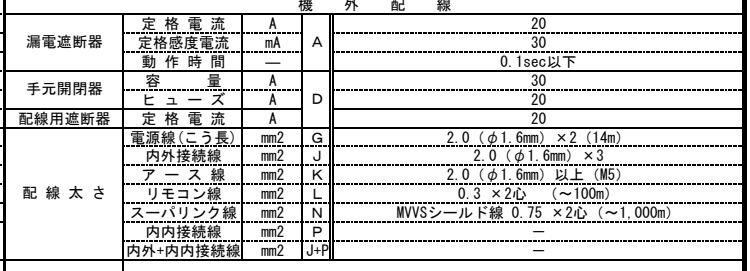 機 外 配 線
漏電遮断器 定 格 電 流 A A 20
定格感度電流 mA 30
動 作 時 間 — 0.1sec以下
手元開閉器 容 量 A D 30
ヒ ュ ー ズ A 20
配線用遮断器 定 格 電 流 A 20
配 線 太 さ 電源線(こう長) mm2 G 2.0 (φ1.6mm) ×2 (14m)
内外接続線 mm2 J 2.0 (φ1.6mm) ×3
ア ー ス 線 mm2 K 2.0 (φ1.6mm) 以上 (M5)
リモコン線 mm2 L 0.3 ×2心 (～100m)
スーパリンク線 mm2 N MVVSシールド線 0.75 ×2心 (～1,000m)
内内接続線 mm2 P —
内外+内内接続線 mm2 J+P —